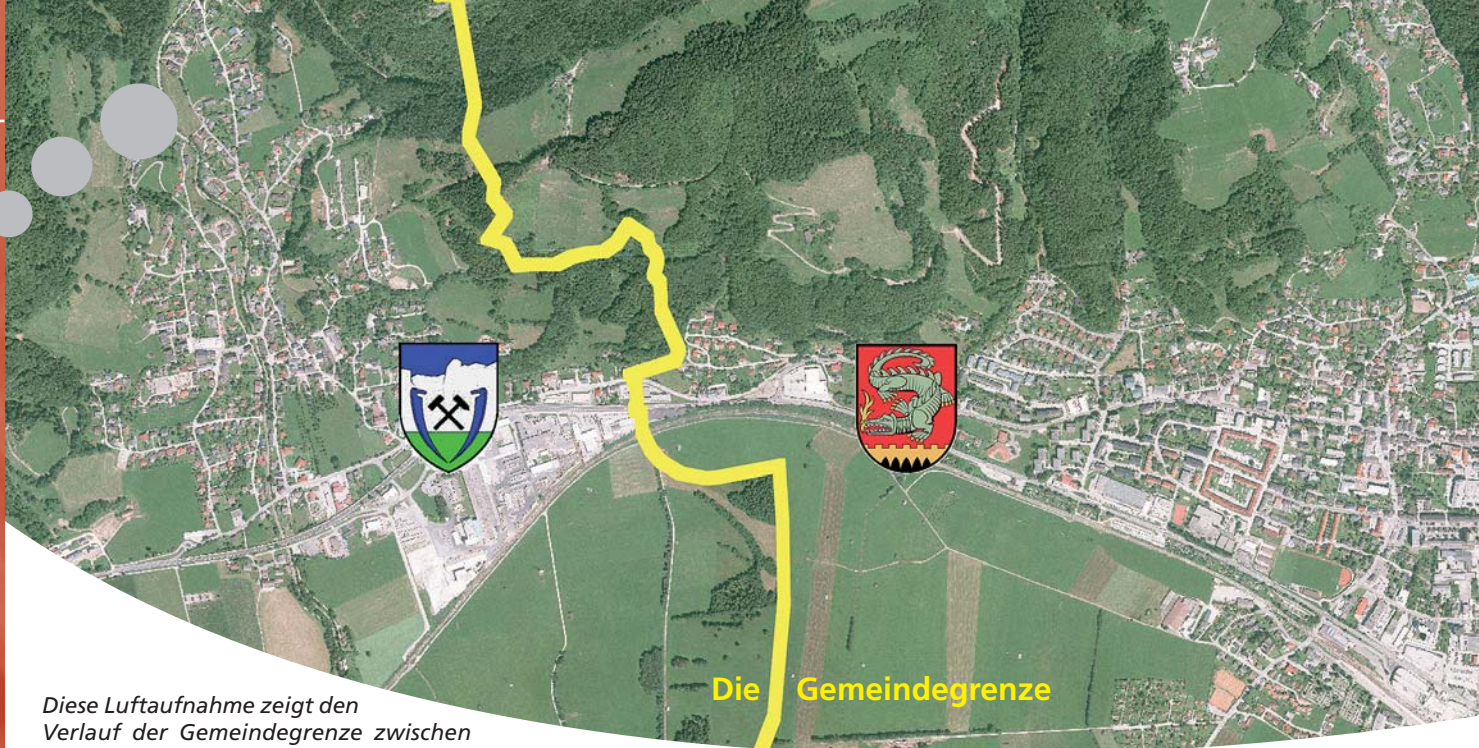 Die Gemeindegrenze
Diese Luftaufnahme zeigt den
Verlauf der Gemeindegrenze zwischen